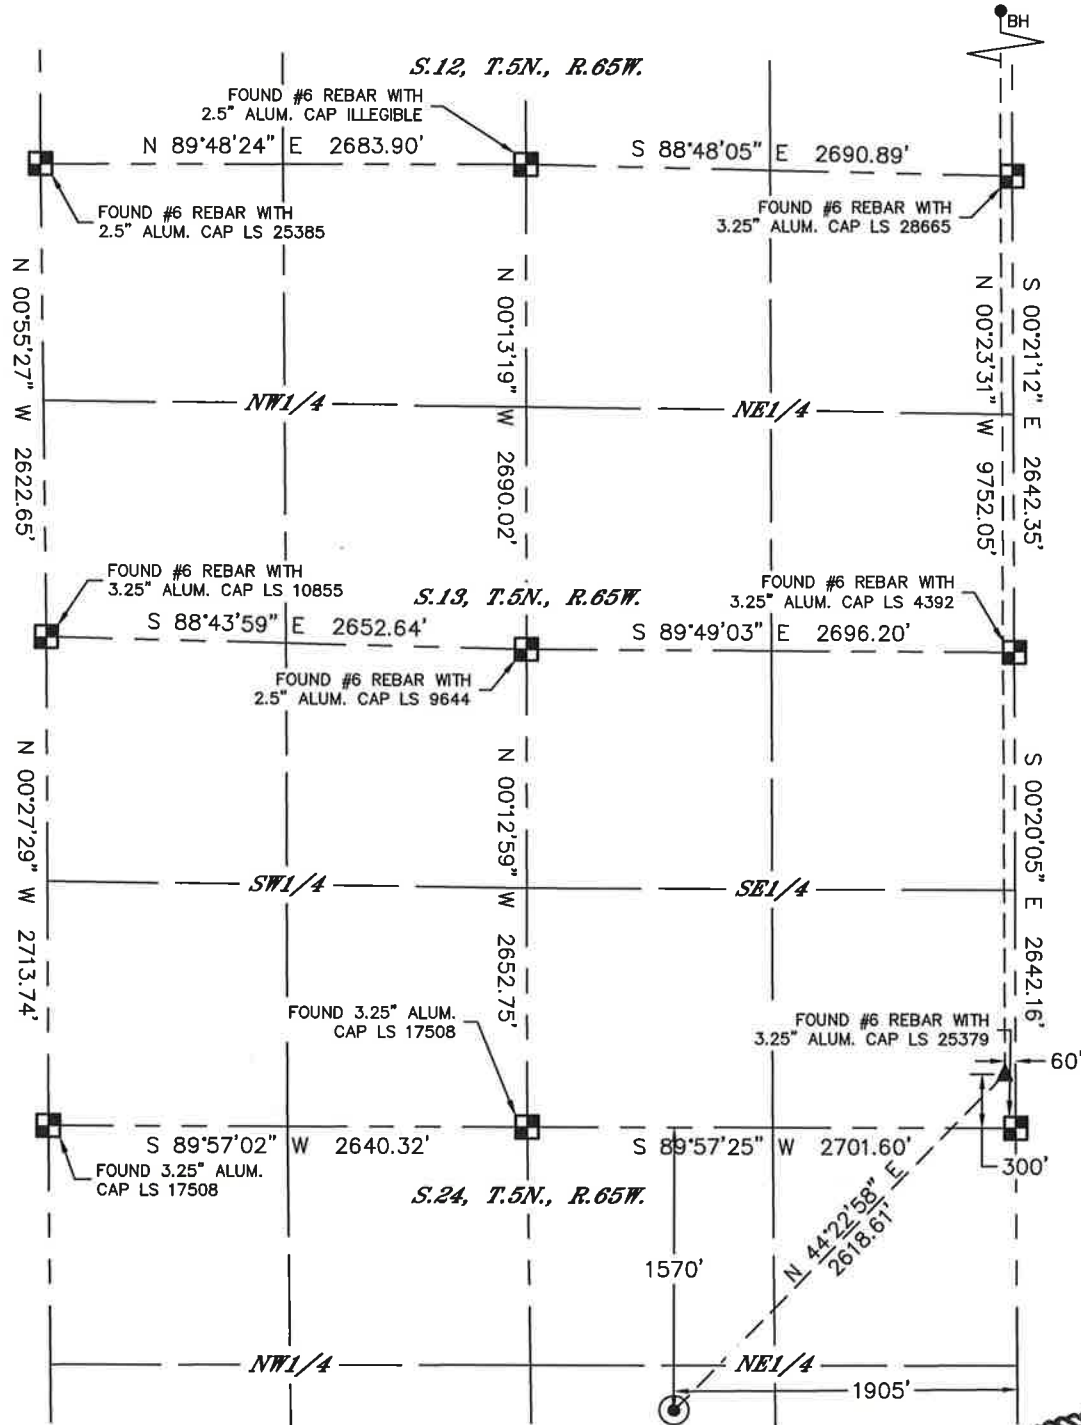 BH
S.12, T.5N., R.65W.
FOUND #6 REBAR WITH
2.5" ALUM. CAP ILLEGIBLE
N 89°48'24" E 2683.90'
S 88°48'05" E 2690.89'
FOUND #6 REBAR WITH
2.5" ALUM. CAP LS 25385
FOUND #6 REBAR WITH
3.25" ALUM. CAP LS 28665
N 00°55'27" W 2622.65'
N 00°13'19" W 2690.02'
N 00°23'31" W 9752.05'
S 00°21'12" E 2642.35'
NW1/4
NE1/4
FOUND #6 REBAR WITH
3.25" ALUM. CAP LS 10855
S.13, T.5N., R.65W.
FOUND #6 REBAR WITH
3.25" ALUM. CAP LS 4392
S 88°43'59" E 2652.64'
S 89°49'03" E 2696.20'
FOUND #6 REBAR WITH
2.5" ALUM. CAP LS 9644
N 00°27'29" W 2713.74'
N 00°12'59" W 2652.75'
S 00°20'05" E 2642.16'
SW1/4
SE1/4
FOUND 3.25" ALUM.
CAP LS 17508
FOUND #6 REBAR WITH
3.25" ALUM. CAP LS 25379
60'
S 89°57'02" W 2640.32'
S 89°57'25" W 2701.60'
300'
FOUND 3.25" ALUM.
CAP LS 17508
S.24, T.5N., R.65W.
N 44°22'58" E
2618.61'
1570'
NW1/4
NE1/4
1905'